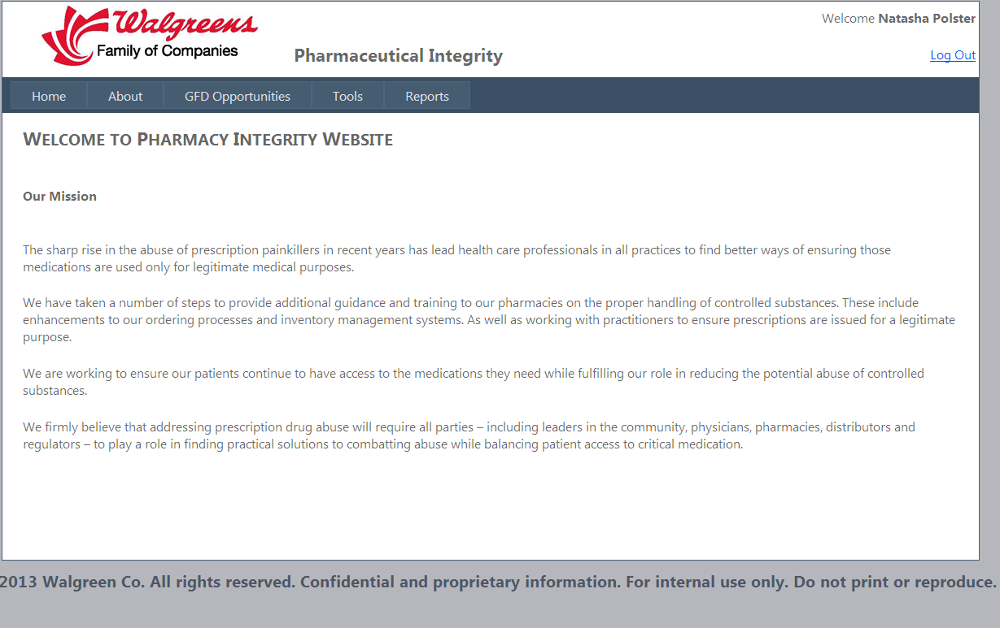 Walgreens
Family of Companies
Pharmaceutical Integrity
Welcome Natasha Polster
Log Out
Home About GFD Opportunities Tools Reports
WELCOME TO PHARMACY INTEGRITY WEBSITE
Our Mission
The sharp rise in the abuse of prescription painkillers in recent years has lead health care professionals in all practices to find better ways of ensuring those
medications are used only for legitimate medical purposes.
We have taken a number of steps to provide additional guidance and training to our pharmacies on the proper handling of controlled substances. These include
enhancements to our ordering processes and inventory management systems. As well as working with practitioners to ensure prescriptions are issued for a legitimate
purpose.
We are working to ensure our patients continue to have access to the medications they need while fulfilling our role in reducing the potential abuse of controlled
substances.
We firmly believe that addressing prescription drug abuse will require all parties – including leaders in the community, physicians, pharmacies, distributors and
regulators – to play a role in finding practical solutions to combatting abuse while balancing patient access to critical medication.
2013 Walgreen Co. All rights reserved. Confidential and proprietary information. For internal use only. Do not print or reproduce.